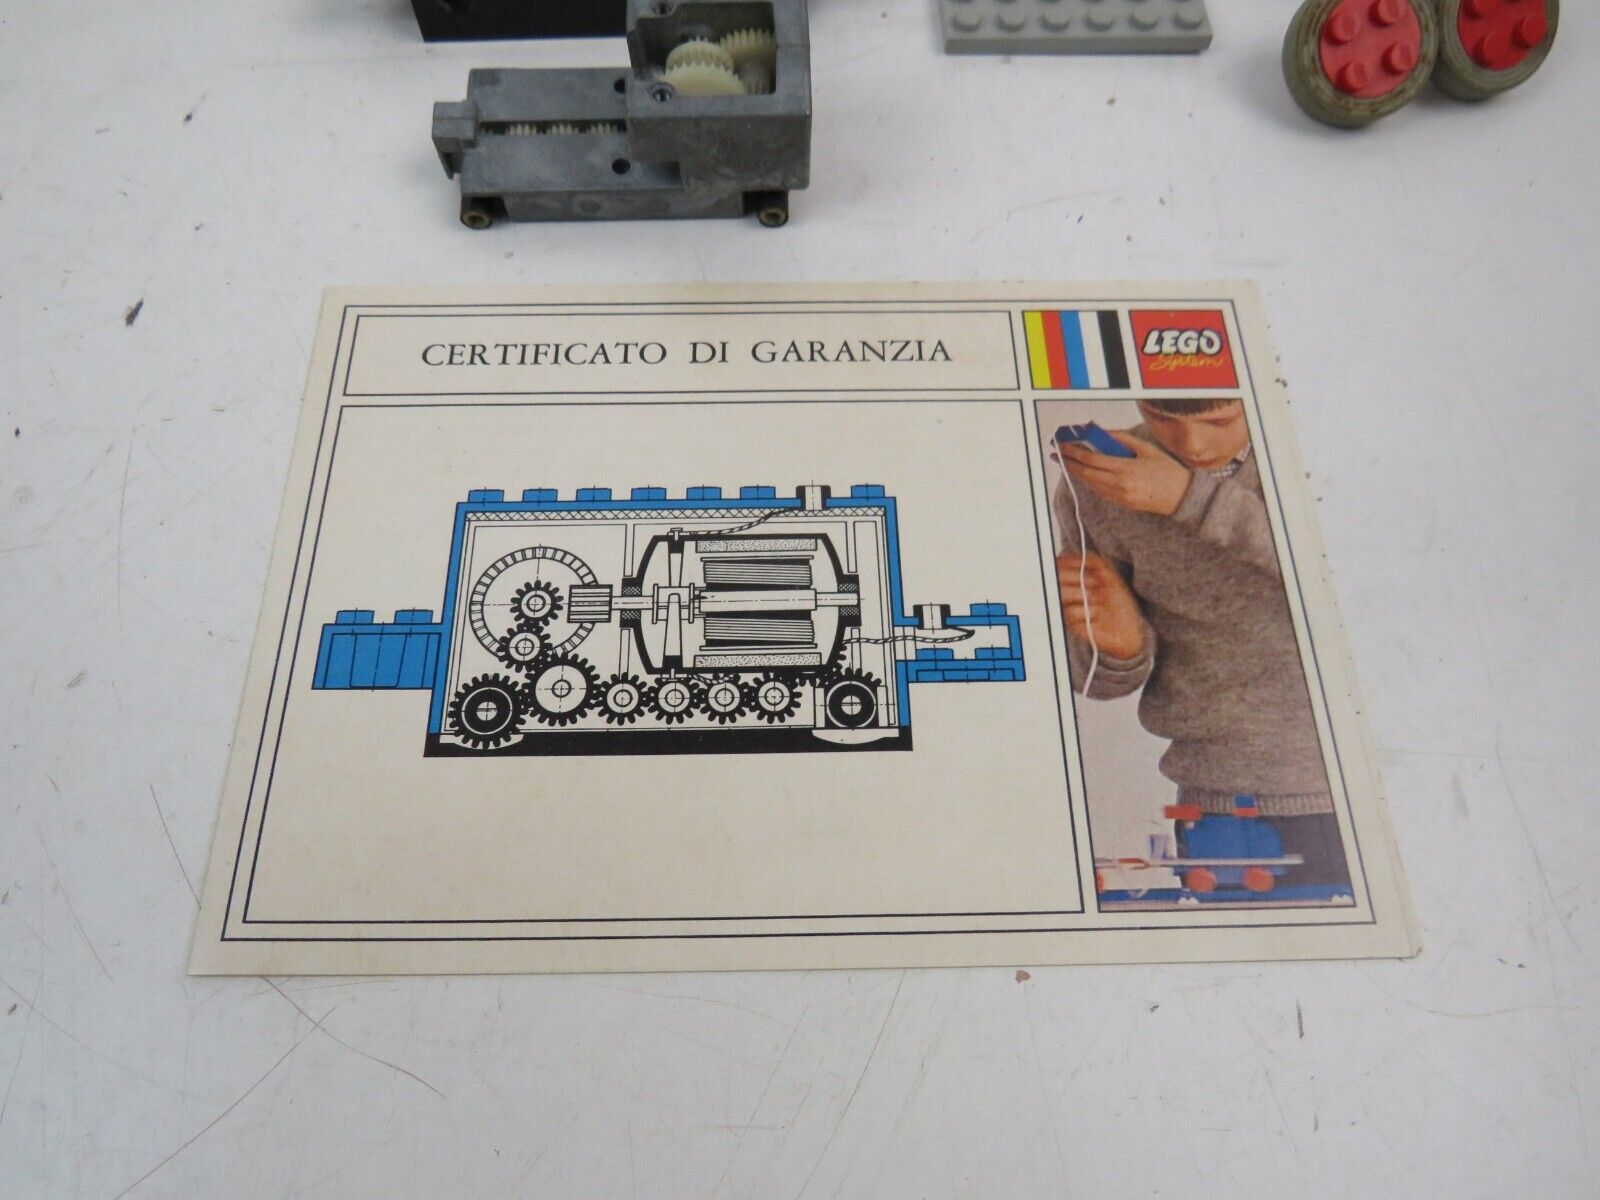 CERTIFICATO DI GARANZIA
LEGO
System